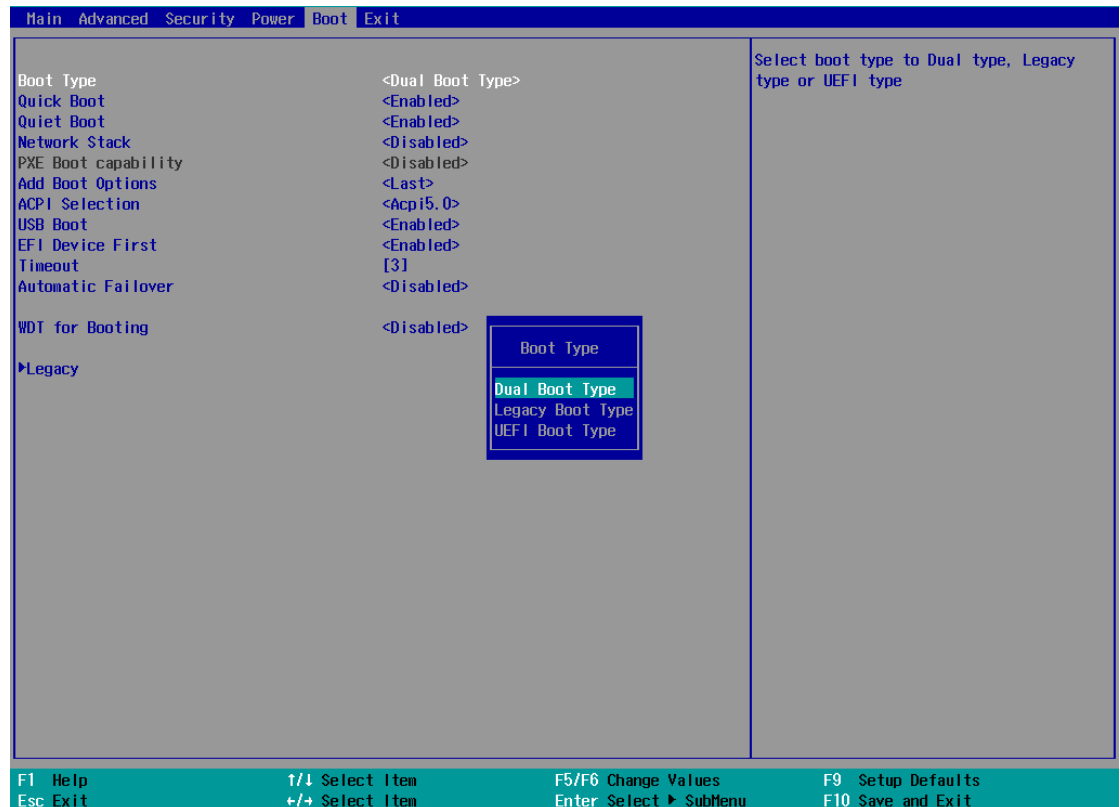 Main Advanced Security Power Boot Exit
Select boot type to Dual type, Legacy
type or UEFI type
Boot Type <Dual Boot Type>
Quick Boot <Enabled>
Quiet Boot <Enabled>
Network Stack <Disabled>
PXE Boot capability <Disabled>
Add Boot Options <Last>
ACPI Selection <Acpi5.0>
USB Boot <Enabled>
EFI Device First <Enabled>
Timeout [3]
Automatic Failover <Disabled>
WDT for Booting <Disabled>
▶Legacy
Boot Type
Dual Boot Type
Legacy Boot Type
UEFI Boot Type
F1 Help ↑/↓ Select Item F5/F6 Change Values F9 Setup Defaults
Esc Exit ←/→ Select Item Enter Select ▶ SubMenu F10 Save and Exit